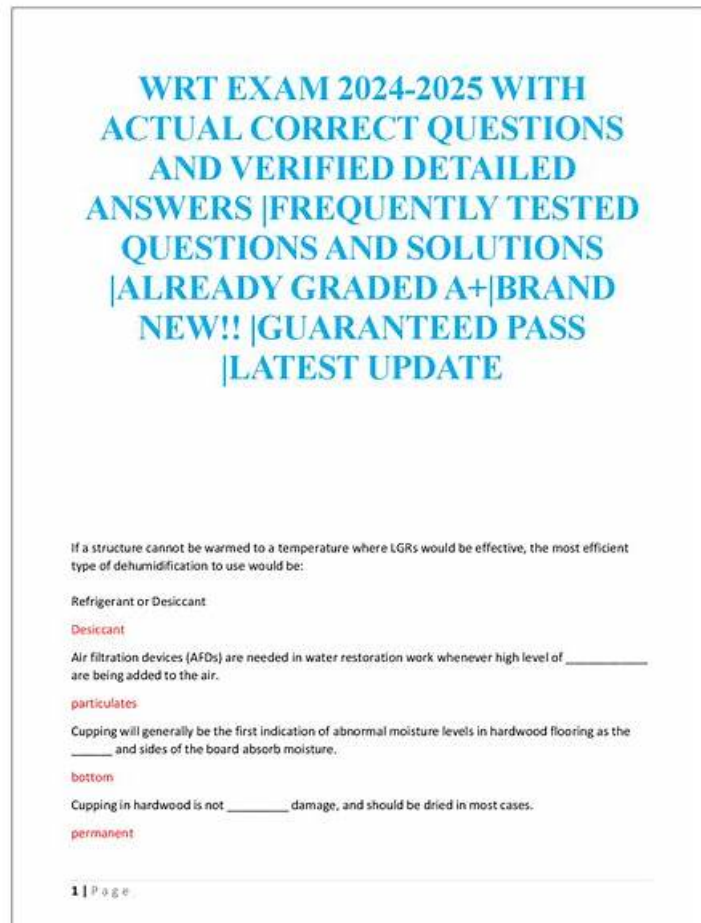 WRT EXAM 2024-2025 WITH
ACTUAL CORRECT QUESTIONS
AND VERIFIED DETAILED
ANSWERS |FREQUENTLY TESTED
QUESTIONS AND SOLUTIONS
|ALREADY GRADED A+|BRAND
NEW!! |GUARANTEED PASS
|LATEST UPDATE
If a structure cannot be warmed to a temperature where LGRs would be effective, the most efficient
type of dehumidification to use would be:
Refrigerant or Desiccant
Desiccant
Air filtration devices (AFDs) are needed in water restoration work whenever high level of ____________
are being added to the air.
particulates
Cupping will generally be the first indication of abnormal moisture levels in hardwood flooring as the
______ and sides of the board absorb moisture.
bottom
Cupping in hardwood is not _________ damage, and should be dried in most cases.
permanent
1 | Page